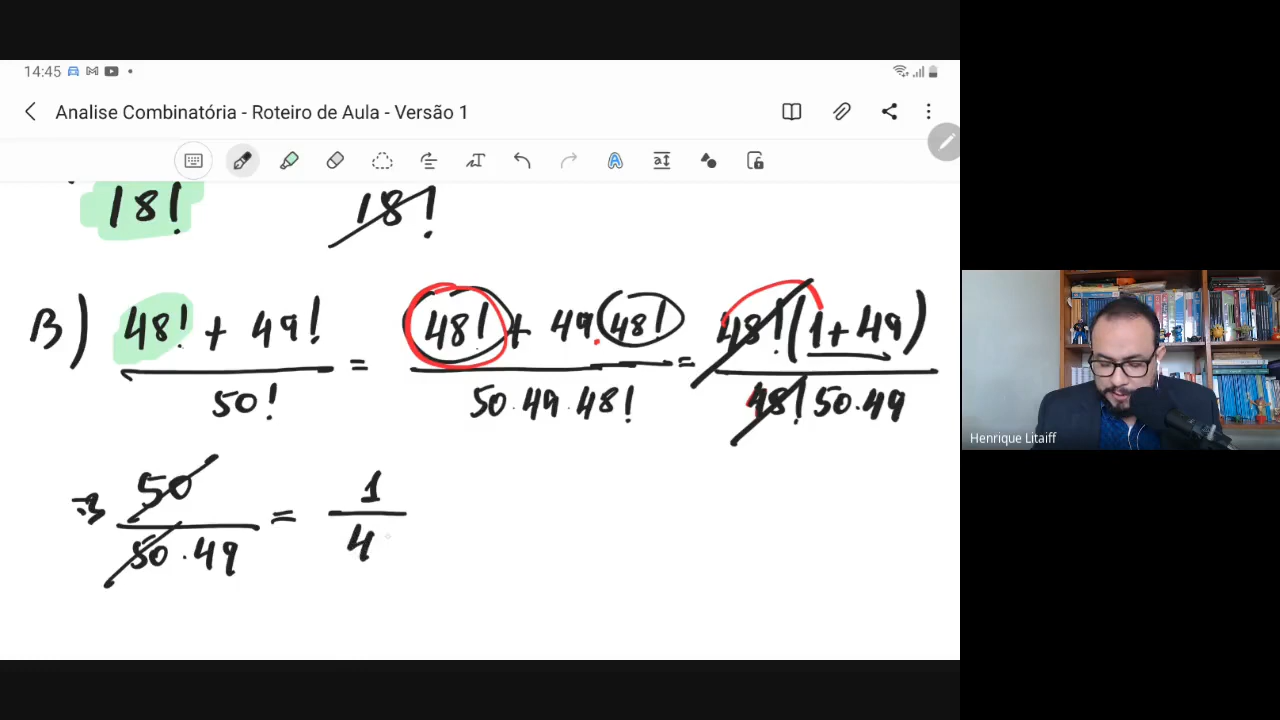 14:45
Analise Combinatória - Roteiro de Aula - Versão 1
18! 18!
B) 48! + 49! / 50! = 48! + 49.48! / 50.49.48! = 48!(1+49) / 48! 50.49
⇒ 50 / 50.49 = 1 / 4
Henrique Litaiff